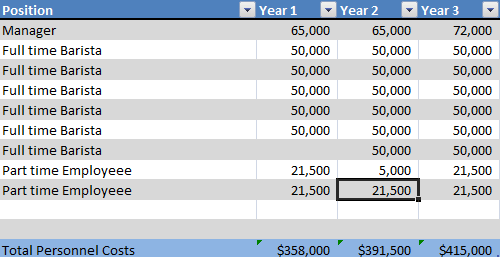 Position Year 1 Year 2 Year 3
Manager 65,000 65,000 72,000
Full time Barista 50,000 50,000 50,000
Full time Barista 50,000 50,000 50,000
Full time Barista 50,000 50,000 50,000
Full time Barista 50,000 50,000 50,000
Full time Barista 50,000 50,000 50,000
Full time Barista 50,000 50,000
Part time Employeee 21,500 5,000 21,500
Part time Employeee 21,500 21,500 21,500
Total Personnel Costs $358,000 $391,500 $415,000